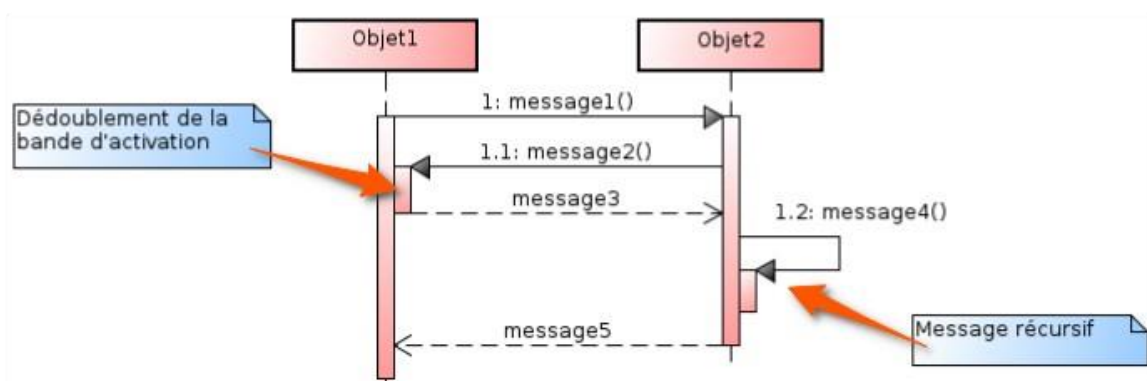 Objet1
Objet2
Dédoublement de la
bande d'activation
1: message1()
1.1: message2()
message3
1.2: message4()
message5
Message récursif